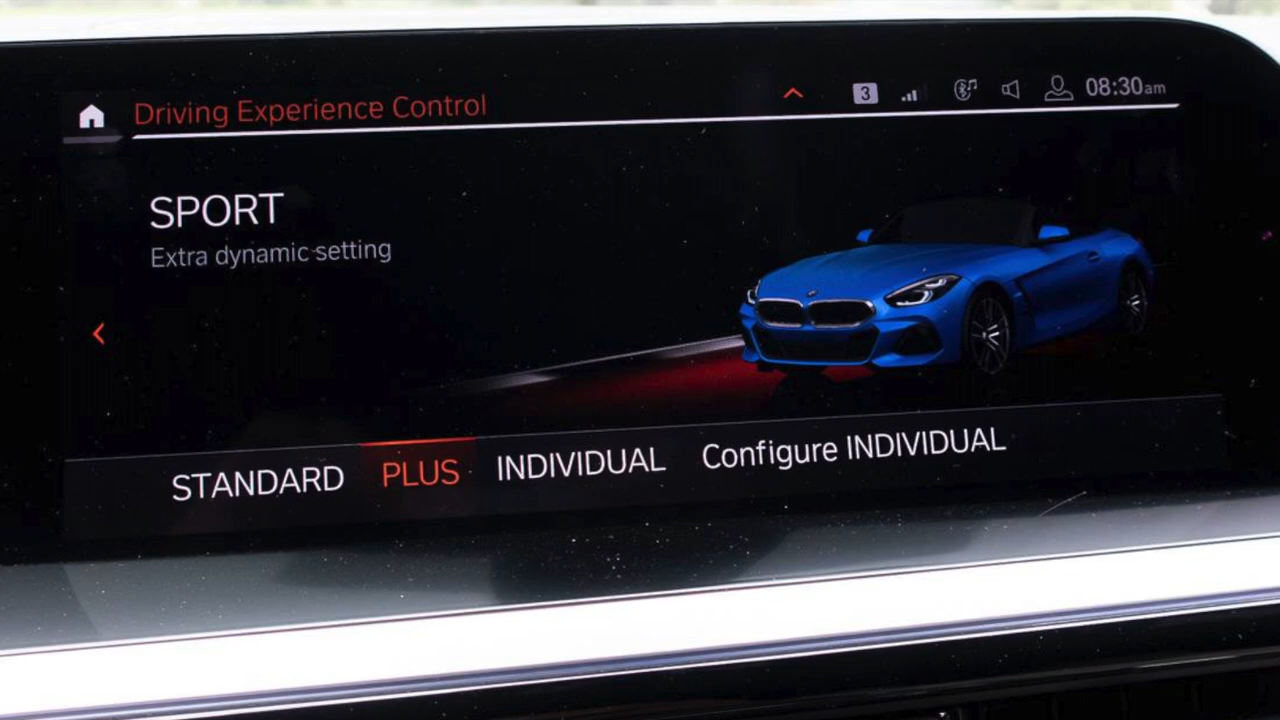 Driving Experience Control
3
08:30am
SPORT
Extra dynamic setting
STANDARD PLUS INDIVIDUAL Configure INDIVIDUAL